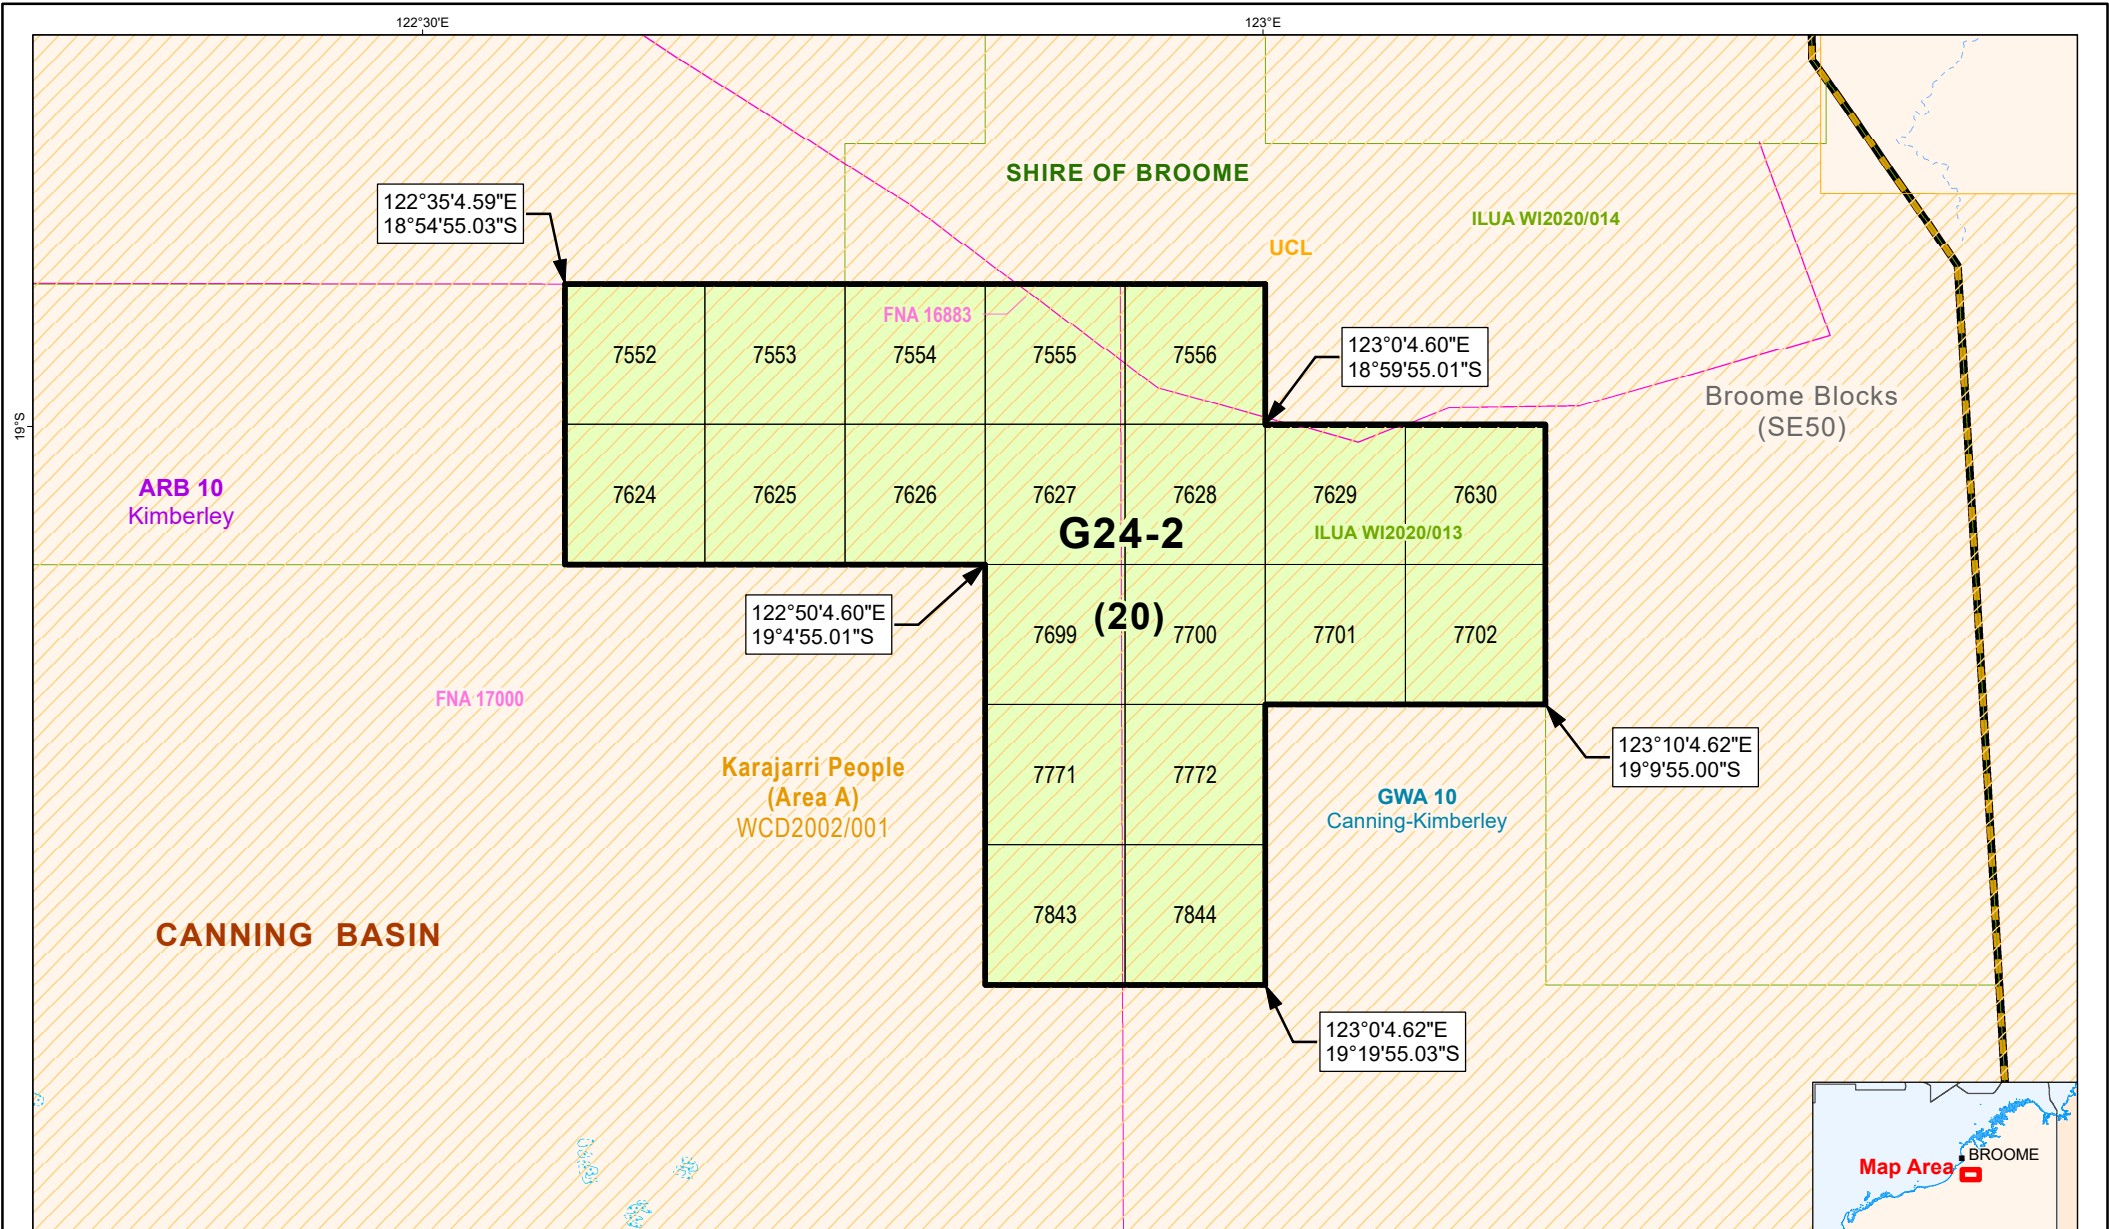 122°30'E
123°E
SHIRE OF BROOME
122°35'4.59"E
18°54'55.03"S
ILUA WI2020/014
UCL
FNA 16883
7552
7553
7554
7555
7556
123°0'4.60"E
18°59'55.01"S
Broome Blocks
(SE50)
19°S
ARB 10
Kimberley
7624
7625
7626
7627
7628
7629
7630
G24-2
ILUA WI2020/013
122°50'4.60"E
19°4'55.01"S
(20)
7699
7700
7701
7702
FNA 17000
Karajarri People
(Area A)
WCD2002/001
7771
7772
123°10'4.62"E
19°9'55.00"S
GWA 10
Canning-Kimberley
CANNING BASIN
7843
7844
123°0'4.62"E
19°19'55.03"S
BROOME
Map Area